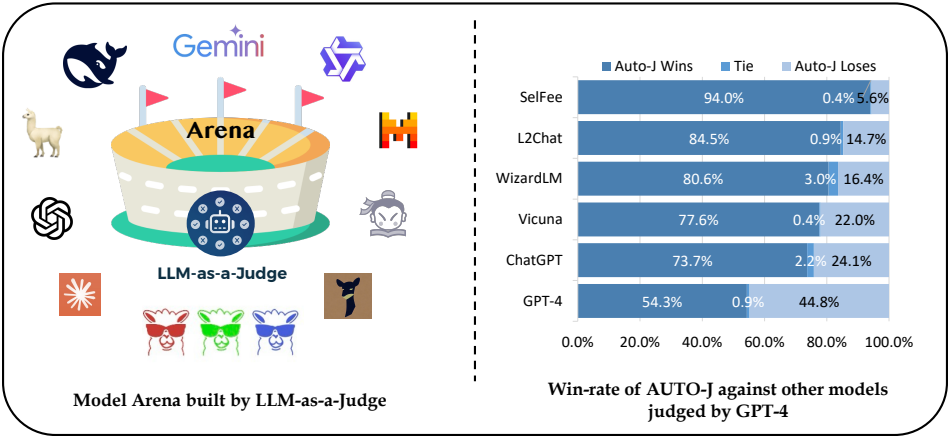 Gemini
Arena
LLM-as-a-Judge
Model Arena built by LLM-as-a-Judge
Auto-J Wins Tie Auto-J Loses
SelFee 94.0% 0.4% 5.6%
L2Chat 84.5% 0.9% 14.7%
WizardLM 80.6% 3.0% 16.4%
Vicuna 77.6% 0.4% 22.0%
ChatGPT 73.7% 2.2% 24.1%
GPT-4 54.3% 0.9% 44.8%
0.0% 20.0% 40.0% 60.0% 80.0% 100.0%
Win-rate of AUTO-J against other models
judged by GPT-4